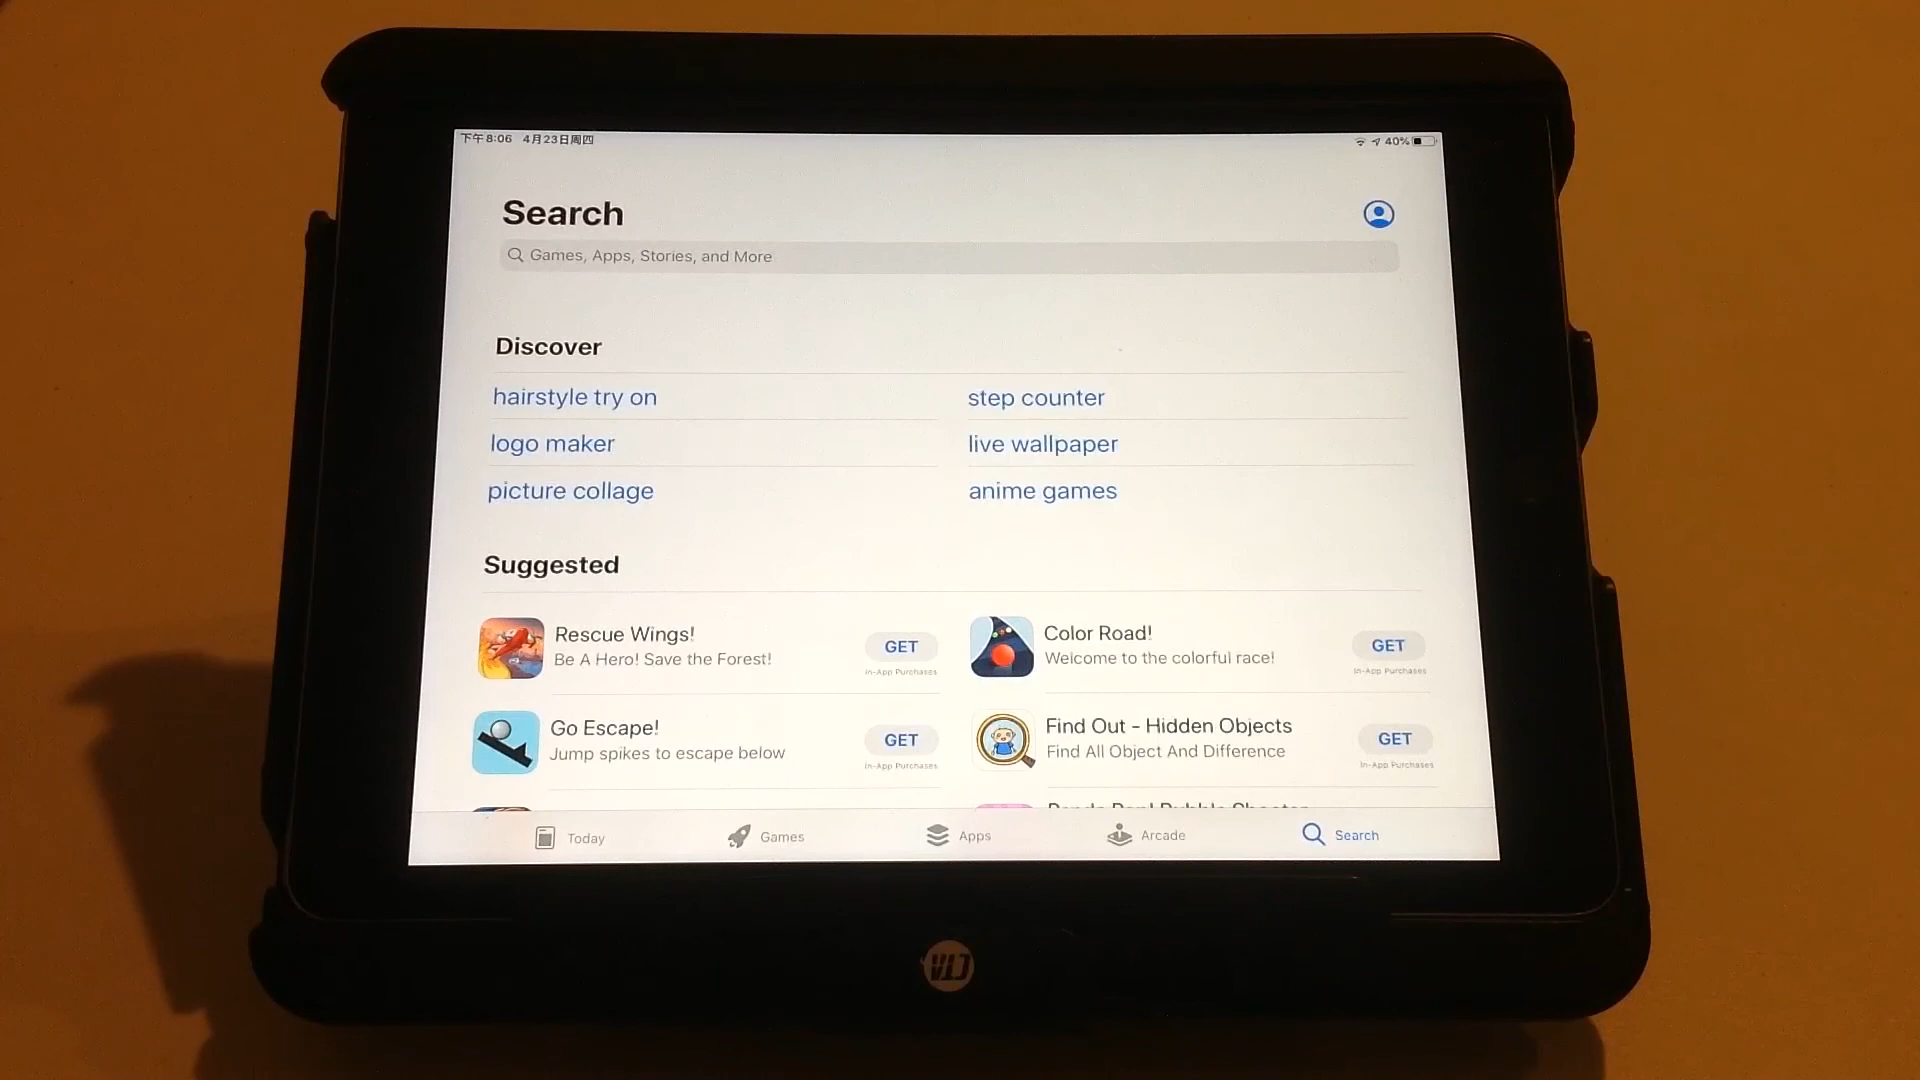 下午8:06 4月23日周四
40%
Search
Games, Apps, Stories, and More
Discover
hairstyle try on
step counter
logo maker
live wallpaper
picture collage
anime games
Suggested
Rescue Wings!
Be A Hero! Save the Forest!
GET
In-App Purchases
Color Road!
Welcome to the colorful race!
GET
In-App Purchases
Go Escape!
Jump spikes to escape below
GET
In-App Purchases
Find Out - Hidden Objects
Find All Object And Difference
GET
In-App Purchases
Today
Games
Apps
Arcade
Search
CTA